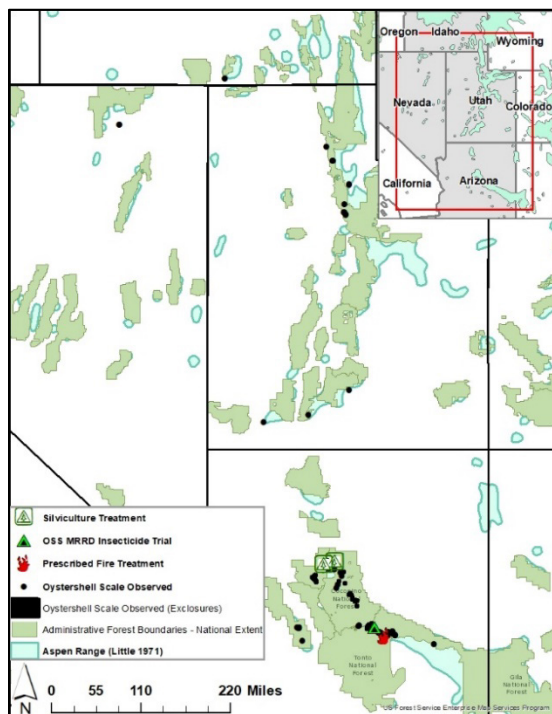 Oregon Idaho
Wyoming
Nevada
Utah
Colorado
California
Arizona
Silviculture Treatment
OSS MRRD Insecticide Trial
Prescribed Fire Treatment
Oystershell Scale Observed
Oystershell Scale Observed (Exclosures)
Administrative Forest Boundaries - National Extent
Aspen Range (Little 1971)
National
Forest
Tonto
National
Forest
Gila
National
Forest
N
0 55 110 220 Miles
US Forest Service Enterprise Map Services Program